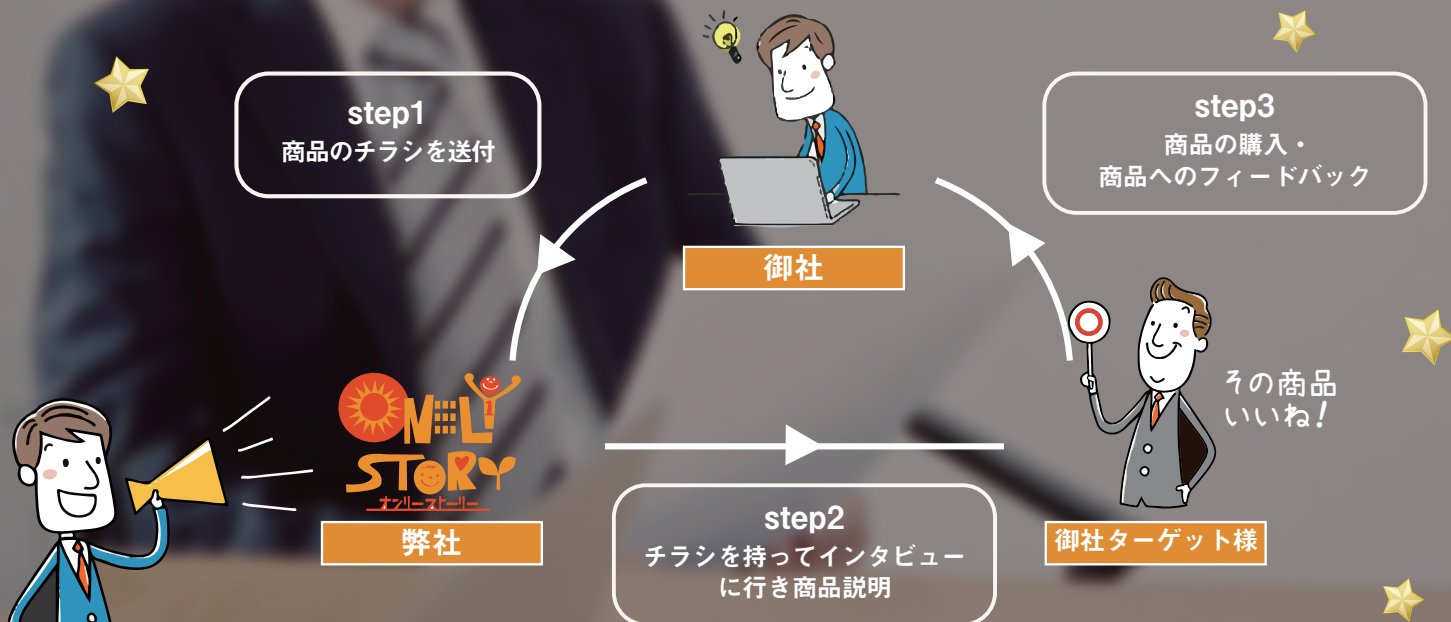 step1
商品のチラシを送付
御社
step3
商品の購入・
商品へのフィードバック
その商品
いいね!
ONLY
STORY
オンリーストーリー
弊社
step2
チラシを持ってインタビュー
に行き商品説明
御社ターゲット様